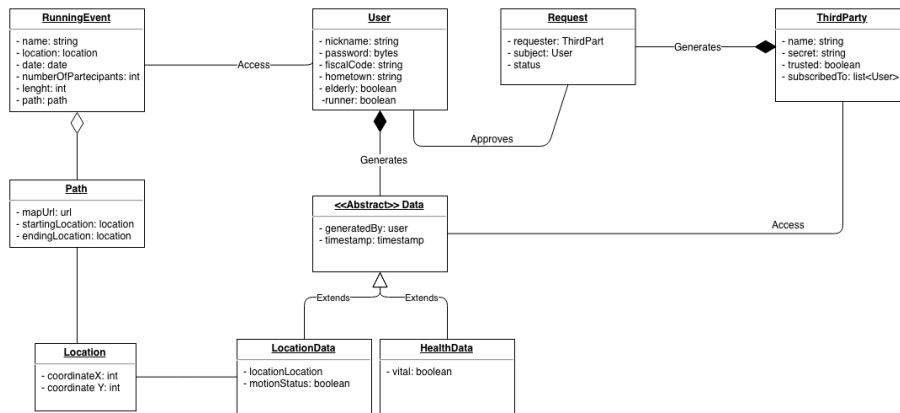 RunningEvent
- name: string
- location: location
- date: date
- numberOfPartecipants: int
- lenght: int
- path: path
Access
User
- nickname: string
- password: bytes
- fiscalCode: string
- hometown: string
- elderly: boolean
-runner: boolean
Request
- requester: ThirdPart
- subject: User
- status
Generates
ThirdParty
- name: string
- secret: string
- trusted: boolean
- subscribedTo: list<User>
Approves
Generates
Path
- mapUrl: url
- startingLocation: location
- endingLocation: location
<<Abstract>> Data
- generatedBy: user
- timestamp: timestamp
Access
Extends
Extends
Location
- coordinateX: int
- coordinate Y: int
LocationData
- locationLocation
- motionStatus: boolean
HealthData
- vital: boolean